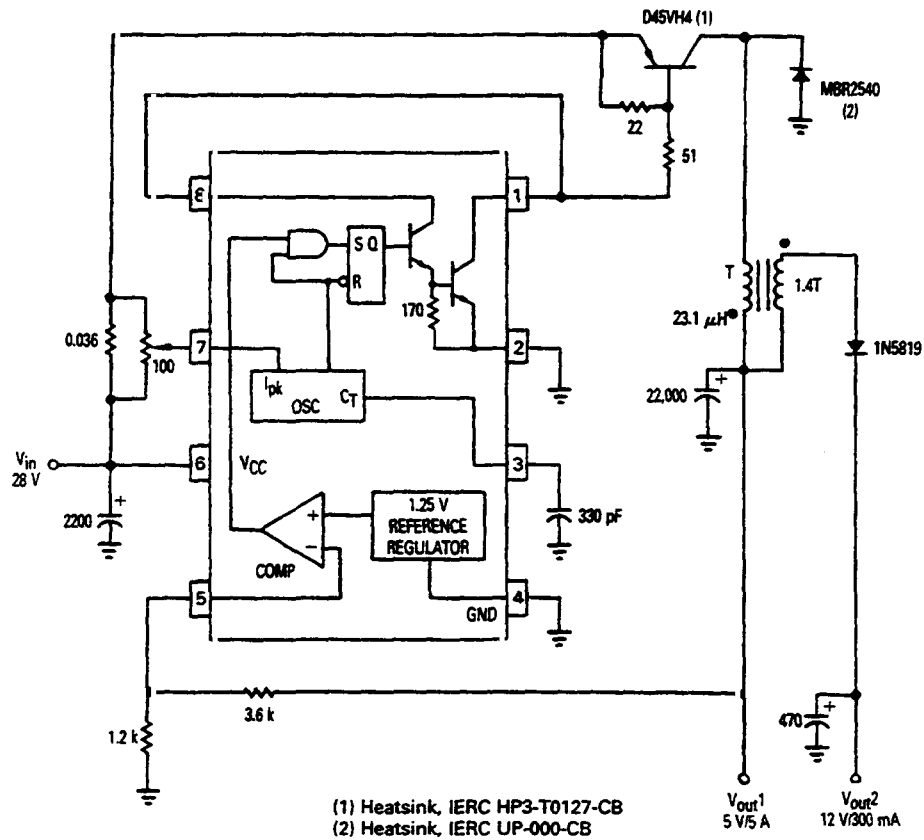 D45VH4 (1)
MBR2540
(2)
22
51
8
1
S Q
R
170
T
1.4T
23.1 μH
0.036
100
7
2
1N5819
Ipk
OSC
CT
22,000
Vin
28 V
6
VCC
3
2200
1.25 V
REFERENCE
REGULATOR
330 pF
+
−
COMP
5
GND
4
3.6 k
1.2 k
470
+
(1) Heatsink, IERC HP3-T0127-CB
(2) Heatsink, IERC UP-000-CB
Vout1
5 V/5 A
Vout2
12 V/300 mA